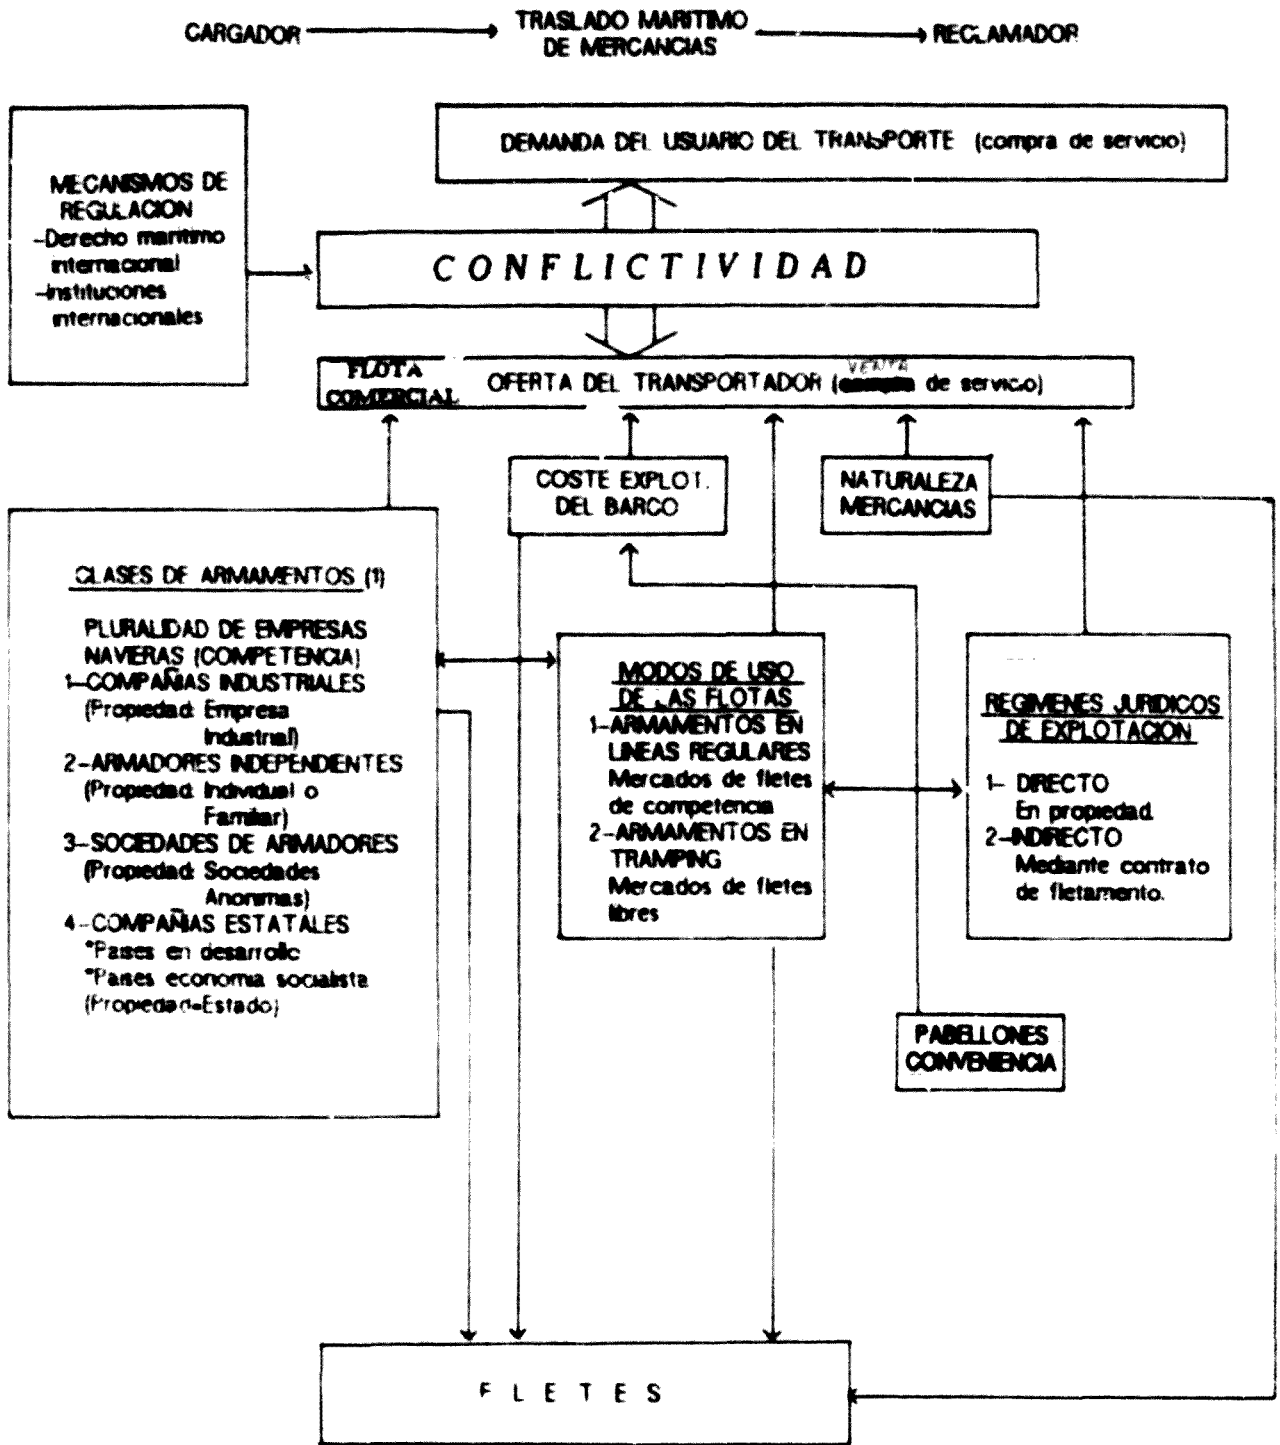 CARGADOR
TRASLADO MARITIMO
DE MERCANCIAS
RECLAMADOR
DEMANDA DEL USUARIO DEL TRANSPORTE (compra de servicio)
MECANISMOS DE
REGULACION
-Derecho maritimo
internacional
-Instituciones
internacionales
CONFLICTIVIDAD
FLOTA
COMERCIAL
OFERTA DEL TRANSPORTADOR (compra de servicio)
VENTA
COSTE EXPLOT.
DEL BARCO
NATURALEZA
MERCANCIAS
CLASES DE ARMAMENTOS (1)
PLURALIDAD DE EMPRESAS
NAVIERAS (COMPETENCIA)
1-COMPAÑIAS INDUSTRIALES
(Propiedad: Empresa
Industrial)
2-ARMADORES INDEPENDIENTES
(Propiedad: Individual o
Familiar)
3-SOCIEDADES DE ARMADORES
(Propiedad: Sociedades
Anonimas)
4-COMPAÑIAS ESTATALES
*Paises en desarrollo
*Paises economia socialista
(Propiedad=Estado)
MODOS DE USO
DE LAS FLOTAS
1-ARMAMENTOS EN
LINEAS REGULARES
Mercados de fletes
de competencia
2-ARMAMENTOS EN
TRAMPING
Mercados de fletes
libres
REGIMENES JURIDICOS
DE EXPLOTACION
1- DIRECTO
En propiedad.
2-INDIRECTO
Mediante contrato
de fletamento.
PABELLONES
CONVENIENCIA
FLETES